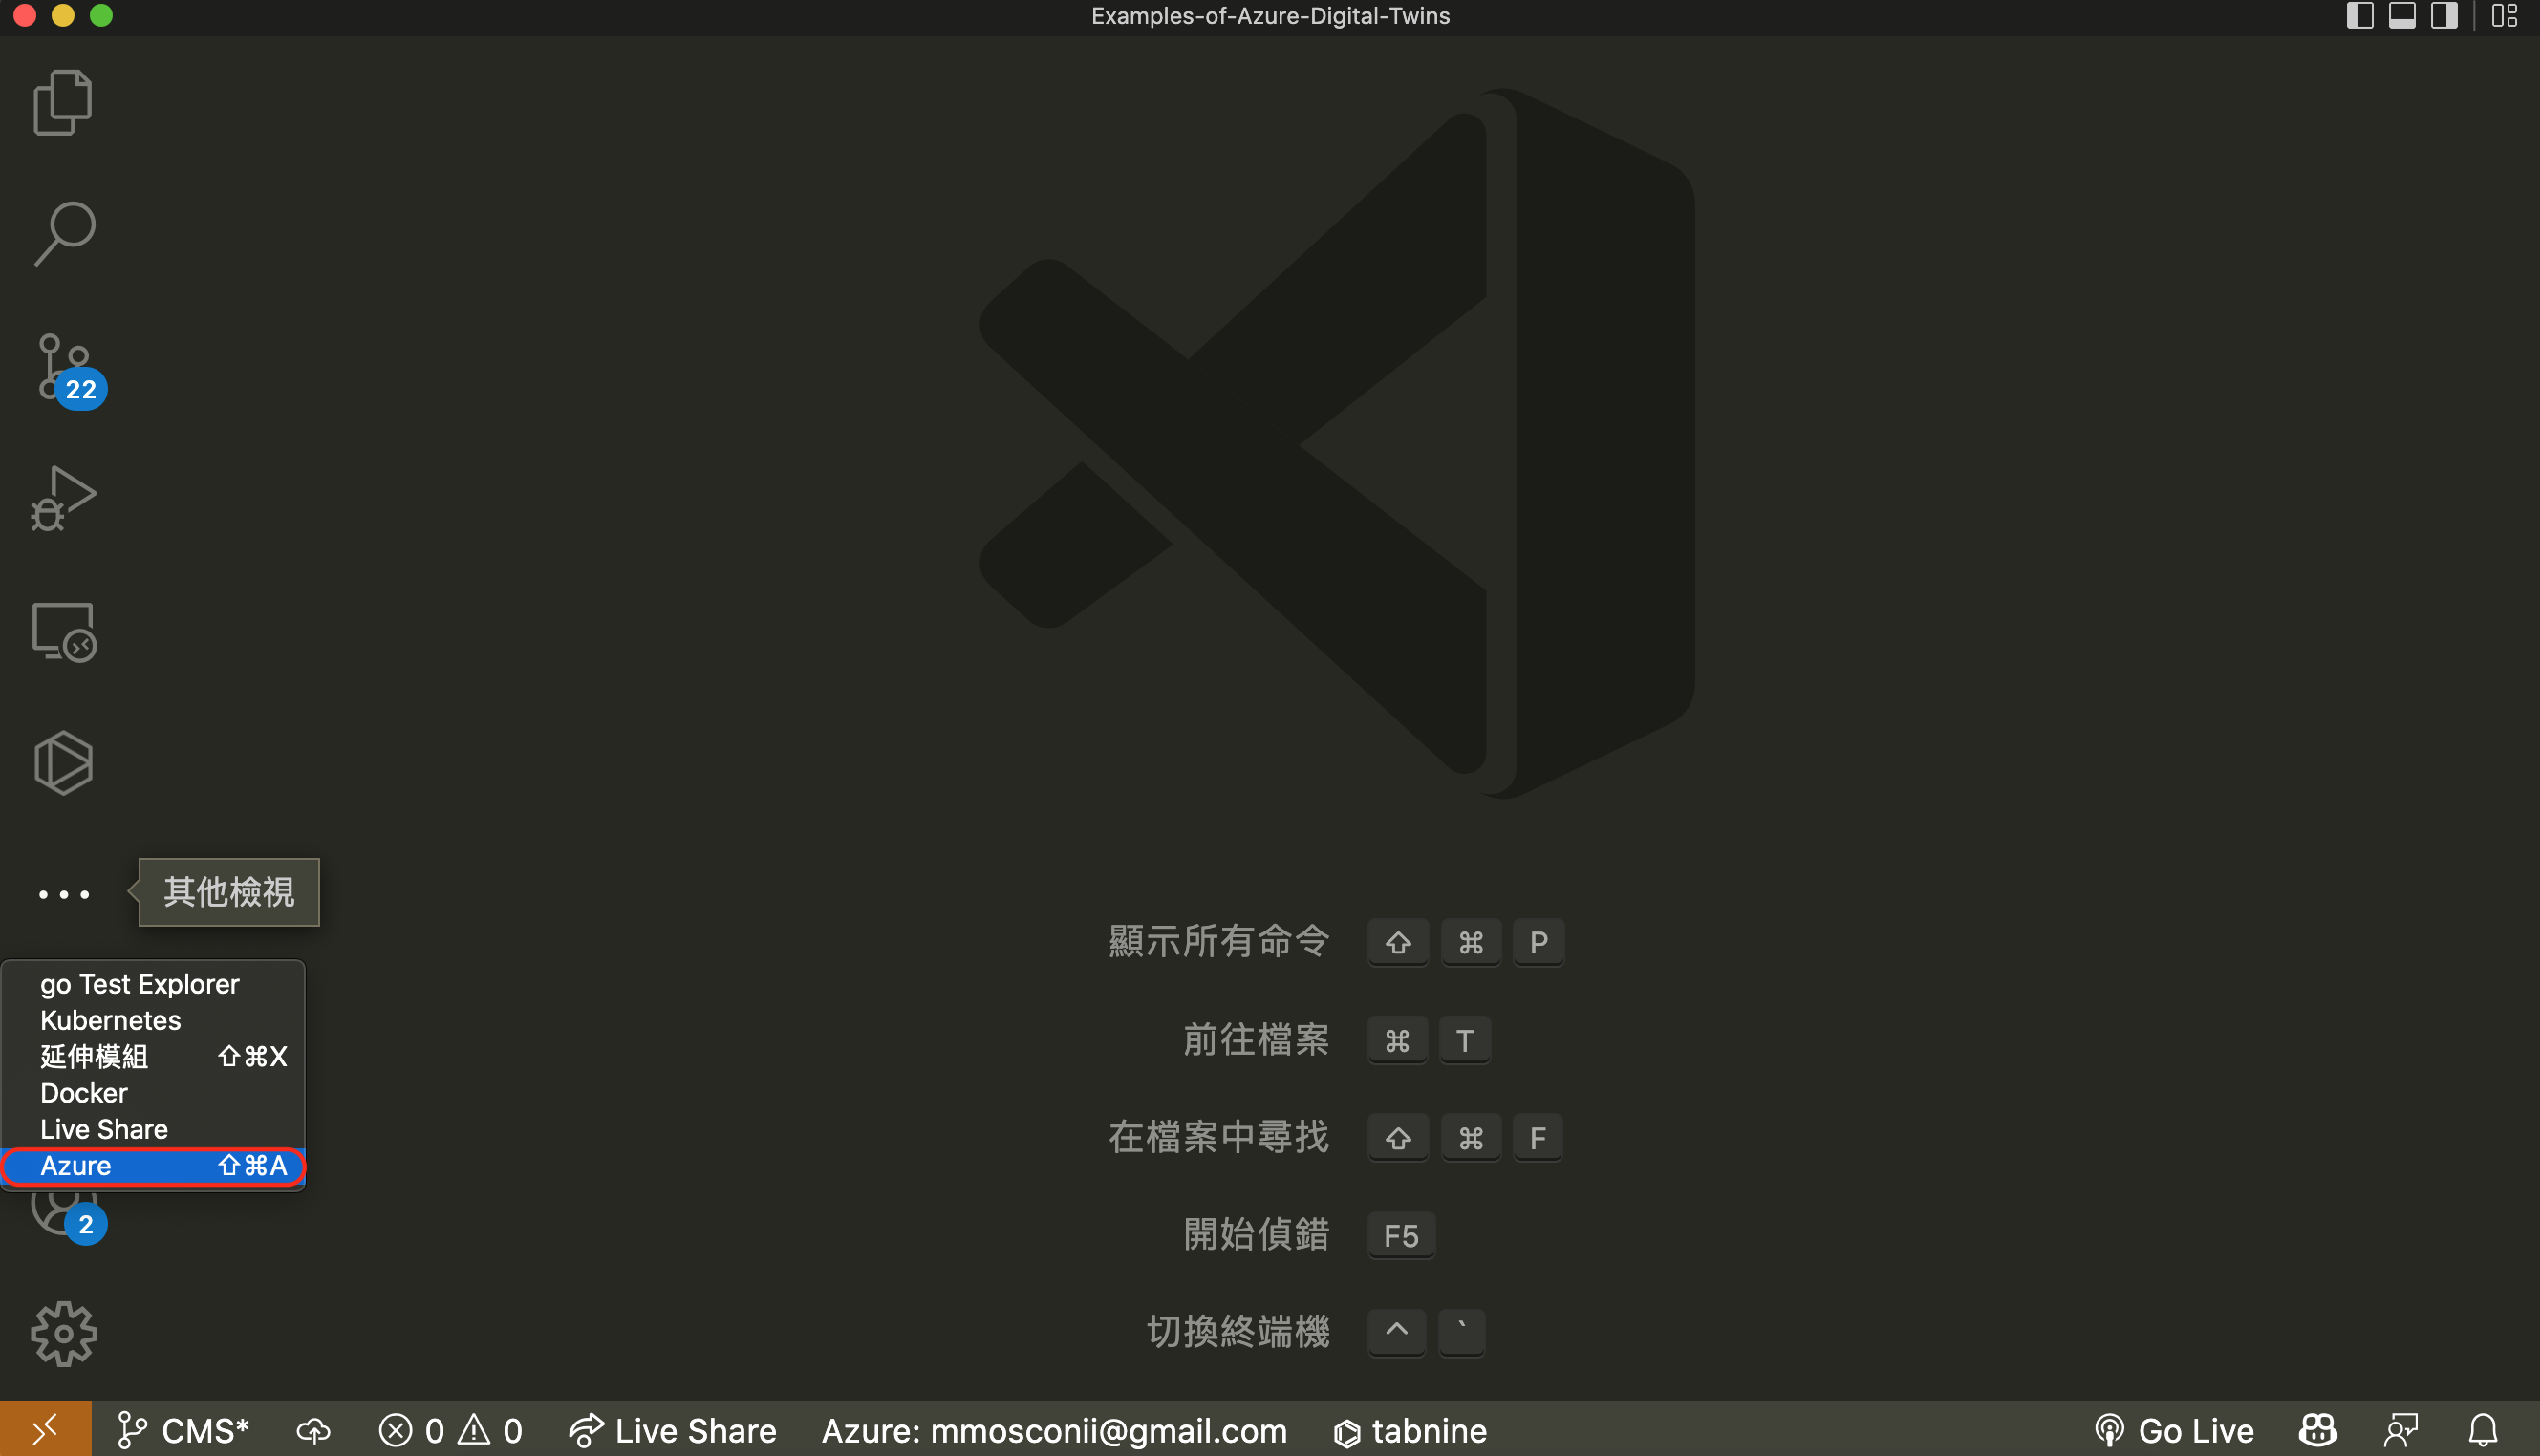 Examples-of-Azure-Digital-Twins
22
其他檢視
顯示所有命令 ⇧ ⌘ P
前往檔案 ⌘ T
在檔案中尋找 ⇧ ⌘ F
開始偵錯 F5
切換終端機 ^ `
go Test Explorer
Kubernetes
延伸模組 ⇧⌘X
Docker
Live Share
Azure ⇧⌘A
2
CMS* 0 0 Live Share Azure: mmosconii@gmail.com tabnine Go Live